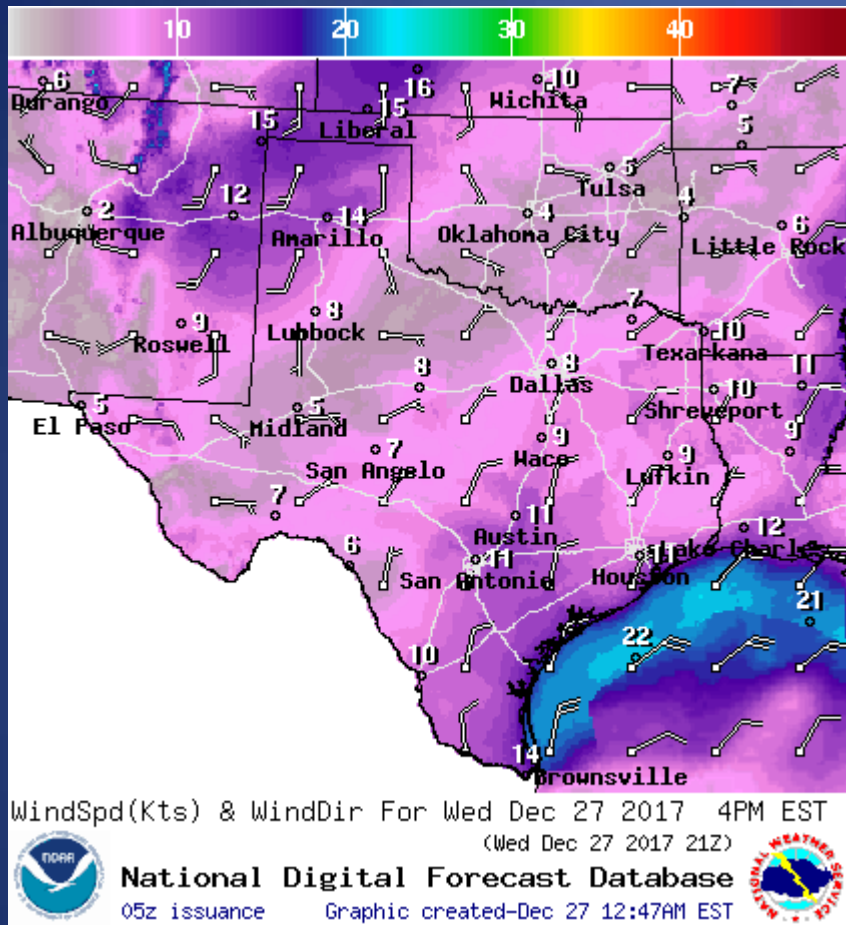 10 20 30 40
6 16 10 7
Durango 15 Liberal Wichita
15 5
5 Tulsa
2 12 14 4 4 6
Albuquerque Amarillo Oklahoma City Little Rock
9 8 7 10
Roswell Lubbock Texarkana
8 8 11
Dallas
5 5 10
El Paso Midland Shreveport
7 9 9 9
San Angelo Waco Lufkin
7 11 12
Austin Lake Charles
6 11 11
San Antonio Houston
21
10 22
14
Brownsville
WindSpd(Kts) & WindDir For Wed Dec 27 2017 4PM EST
(Wed Dec 27 2017 21Z)
NOAA
National Digital Forecast Database
05z issuance Graphic created-Dec 27 12:47AM EST
NATIONAL WEATHER SERVICE